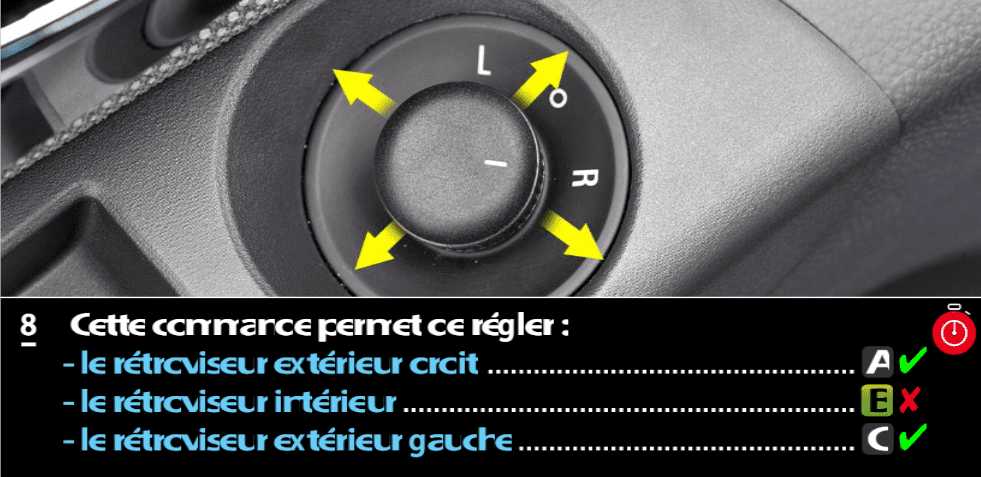 L
O
R
8 Cette commande permet de régler :
- le rétroviseur extérieur droit ................................................ A ✔
- le rétroviseur intérieur ........................................................... B ✘
- le rétroviseur extérieur gauche ............................................ C ✔